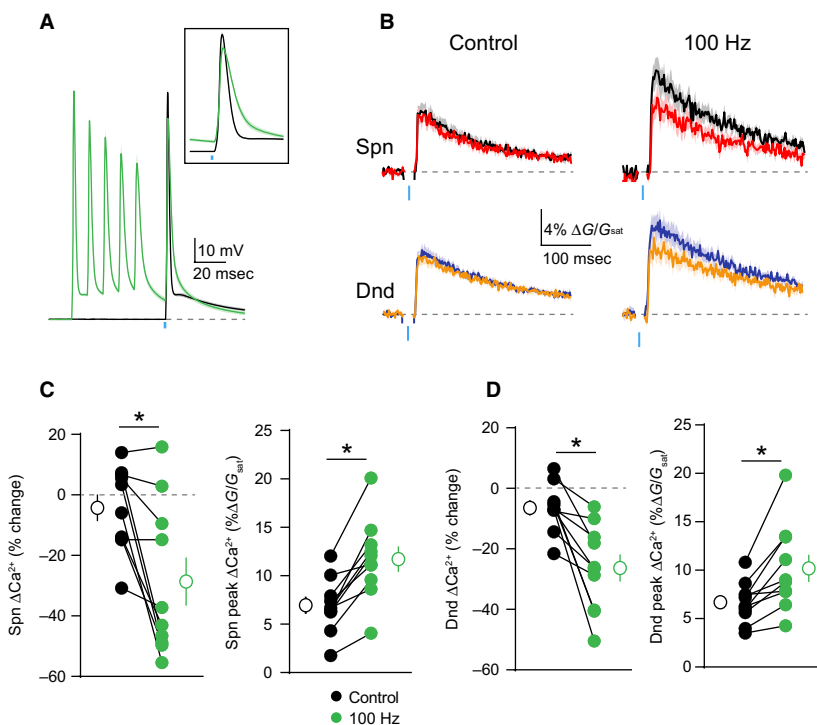 A
10 mV
20 msec
B
Control
100 Hz
Spn
4% ΔG/Gsat
100 msec
Dnd
C
Spn ΔCa²⁺ (% change)
20
0
–20
–40
–60
*
Spn peak ΔCa²⁺ (%ΔG/Gsat)
25
20
15
10
5
0
*
D
Dnd ΔCa²⁺ (% change)
20
0
–20
–40
–60
*
Dnd peak ΔCa²⁺ (%ΔG/Gsat)
25
20
15
10
5
0
*
Control
100 Hz